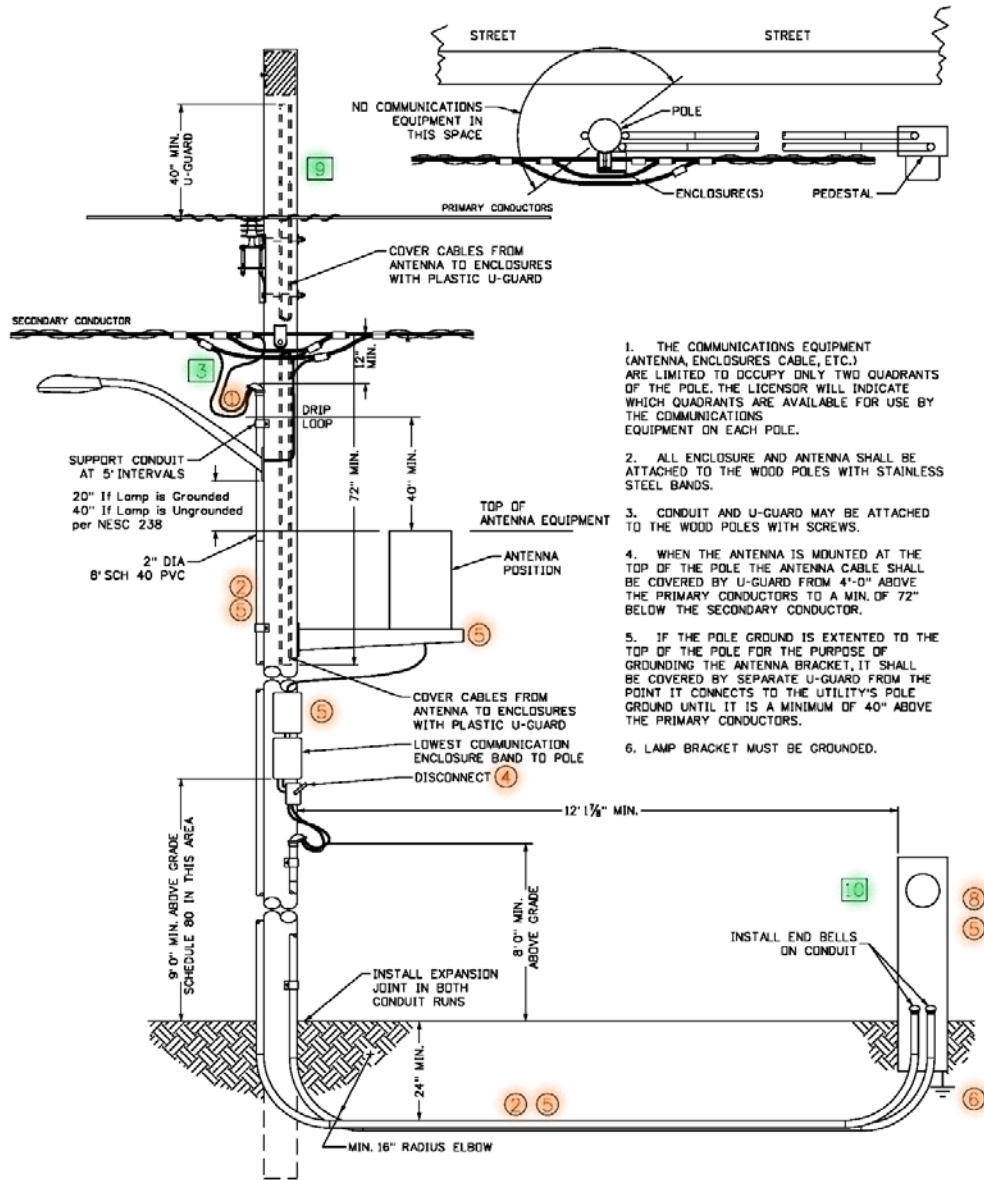 STREET
STREET
NO COMMUNICATIONS
EQUIPMENT IN
THIS SPACE
POLE
ENCLOSURE(S)
PEDESTAL
40" MIN.
U-GUARD
9
PRIMARY CONDUCTORS
COVER CABLES FROM
ANTENNA TO ENCLOSURES
WITH PLASTIC U-GUARD
SECONDARY CONDUCTOR
12"
MIN.
3
1
DRIP
LOOP
SUPPORT CONDUIT
AT 5' INTERVALS
20" If Lamp is Grounded
40" If Lamp is Ungrounded
per NESC 238
72" MIN.
40" MIN.
TOP OF
ANTENNA EQUIPMENT
2" DIA
8' SCH 40 PVC
ANTENNA
POSITION
2
5
5
COVER CABLES FROM
ANTENNA TO ENCLOSURES
WITH PLASTIC U-GUARD
5
LOWEST COMMUNICATION
ENCLOSURE BAND TO POLE
DISCONNECT 4
1. THE COMMUNICATIONS EQUIPMENT
(ANTENNA, ENCLOSURES CABLE, ETC.)
ARE LIMITED TO OCCUPY ONLY TWO QUADRANTS
OF THE POLE. THE LICENSOR WILL INDICATE
WHICH QUADRANTS ARE AVAILABLE FOR USE BY
THE COMMUNICATIONS
EQUIPMENT ON EACH POLE.
2. ALL ENCLOSURE AND ANTENNA SHALL BE
ATTACHED TO THE WOOD POLES WITH STAINLESS
STEEL BANDS.
3. CONDUIT AND U-GUARD MAY BE ATTACHED
TO THE WOOD POLES WITH SCREWS.
4. WHEN THE ANTENNA IS MOUNTED AT THE
TOP OF THE POLE THE ANTENNA CABLE SHALL
BE COVERED BY U-GUARD FROM 4'-0" ABOVE
THE PRIMARY CONDUCTORS TO A MIN. OF 72"
BELOW THE SECONDARY CONDUCTOR.
5. IF THE POLE GROUND IS EXTENTED TO THE
TOP OF THE POLE FOR THE PURPOSE OF
GROUNDING THE ANTENNA BRACKET, IT SHALL
BE COVERED BY SEPARATE U-GUARD FROM THE
POINT IT CONNECTS TO THE UTILITY'S POLE
GROUND UNTIL IT IS A MINIMUM OF 40" ABOVE
THE PRIMARY CONDUCTORS.
6. LAMP BRACKET MUST BE GROUNDED.
12' 1⅞" MIN.
9'0" MIN. ABOVE GRADE
SCHEDULE 80 IN THIS AREA
8'0" MIN.
ABOVE GRADE
10
8
5
INSTALL END BELLS
ON CONDUIT
INSTALL EXPANSION
JOINT IN BOTH
CONDUIT RUNS
24" MIN.
2 5
6
MIN. 16" RADIUS ELBOW